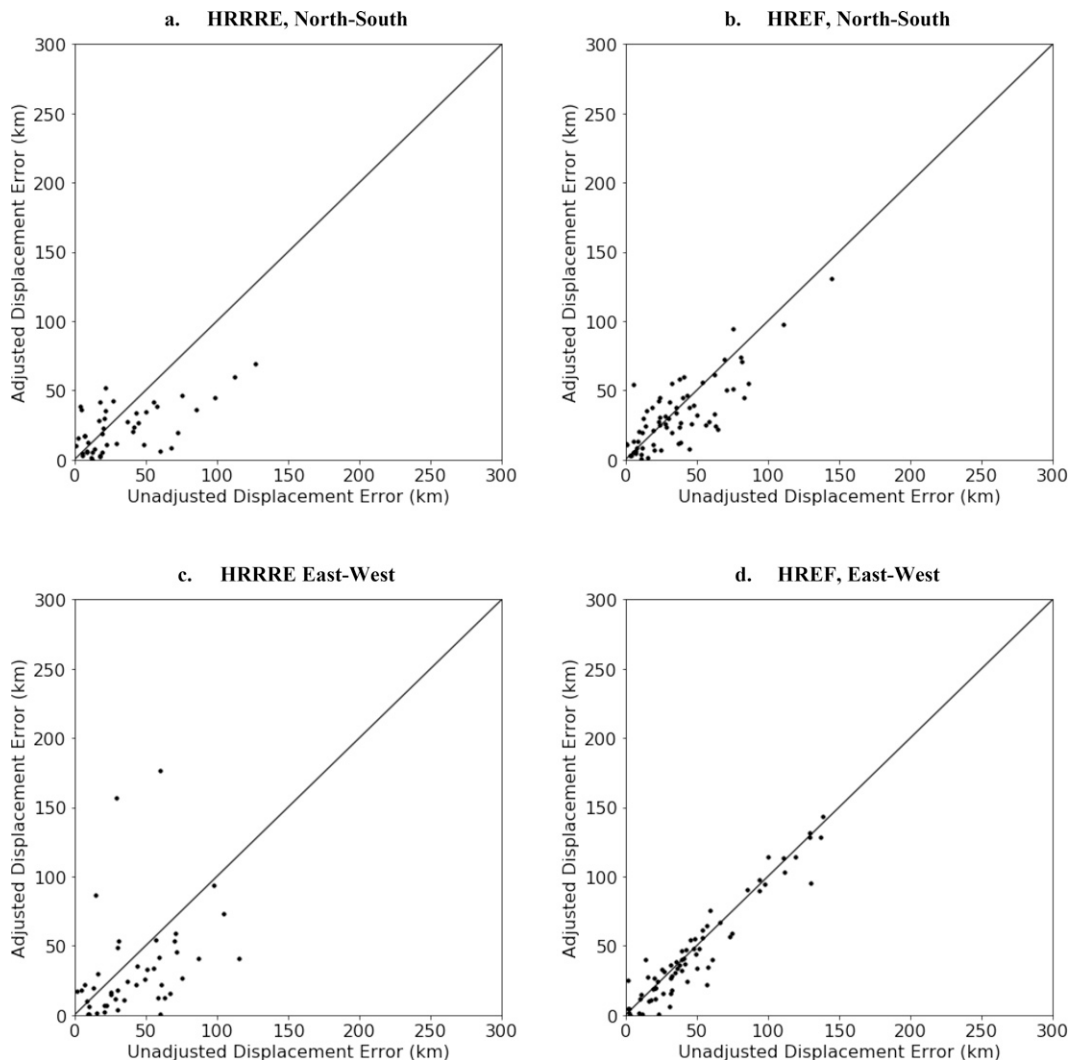 a. HRRRE, North-South
300
250
200
150
100
50
0
Adjusted Displacement Error (km)
0 50 100 150 200 250 300
Unadjusted Displacement Error (km)
b. HREF, North-South
300
250
200
150
100
50
0
Adjusted Displacement Error (km)
0 50 100 150 200 250 300
Unadjusted Displacement Error (km)
c. HRRRE East-West
300
250
200
150
100
50
0
Adjusted Displacement Error (km)
0 50 100 150 200 250 300
Unadjusted Displacement Error (km)
d. HREF, East-West
300
250
200
150
100
50
0
Adjusted Displacement Error (km)
0 50 100 150 200 250 300
Unadjusted Displacement Error (km)